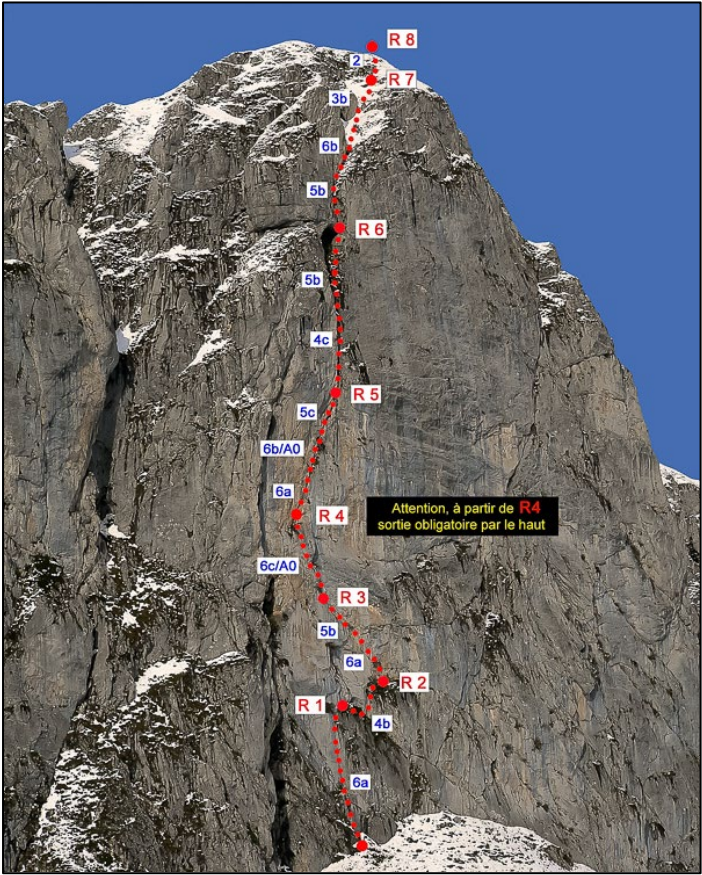 R 8
2
R 7
3b
6b
5b
R 6
5b
4c
R 5
5c
6b/A0
6a
R 4
Attention, à partir de R4
sortie obligatoire par le haut
6c/A0
R 3
5b
6a
R 2
R 1
4b
6a